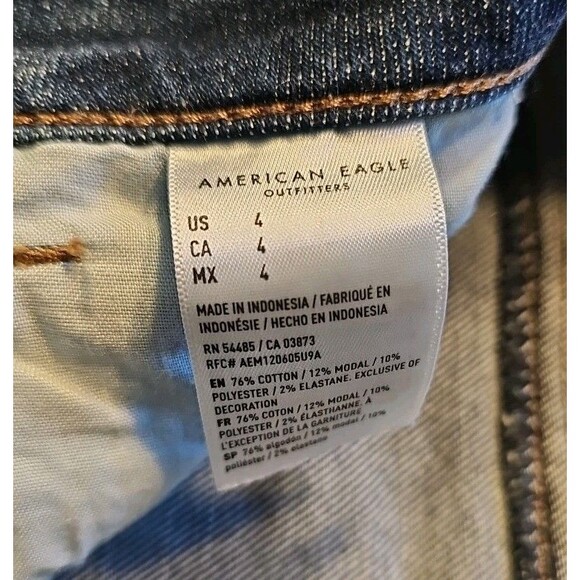 AMERICAN EAGLE
OUTFITTERS
US 4
CA 4
MX 4
MADE IN INDONESIA / FABRIQUÉ EN
INDONÉSIE / HECHO EN INDONESIA
RN 54485 / CA 03873
RFC# AEM120605U9A
EN 76% COTTON / 12% MODAL / 10%
POLYESTER / 2% ELASTANE. EXCLUSIVE OF
DECORATION
FR 76% COTON / 12% MODAL / 10%
POLYESTER / 2% ÉLASTHANNE. À
L'EXCEPTION DE LA GARNITURE
SP 76% algodón / 12% modal / 10%
poliéster / 2% elastano